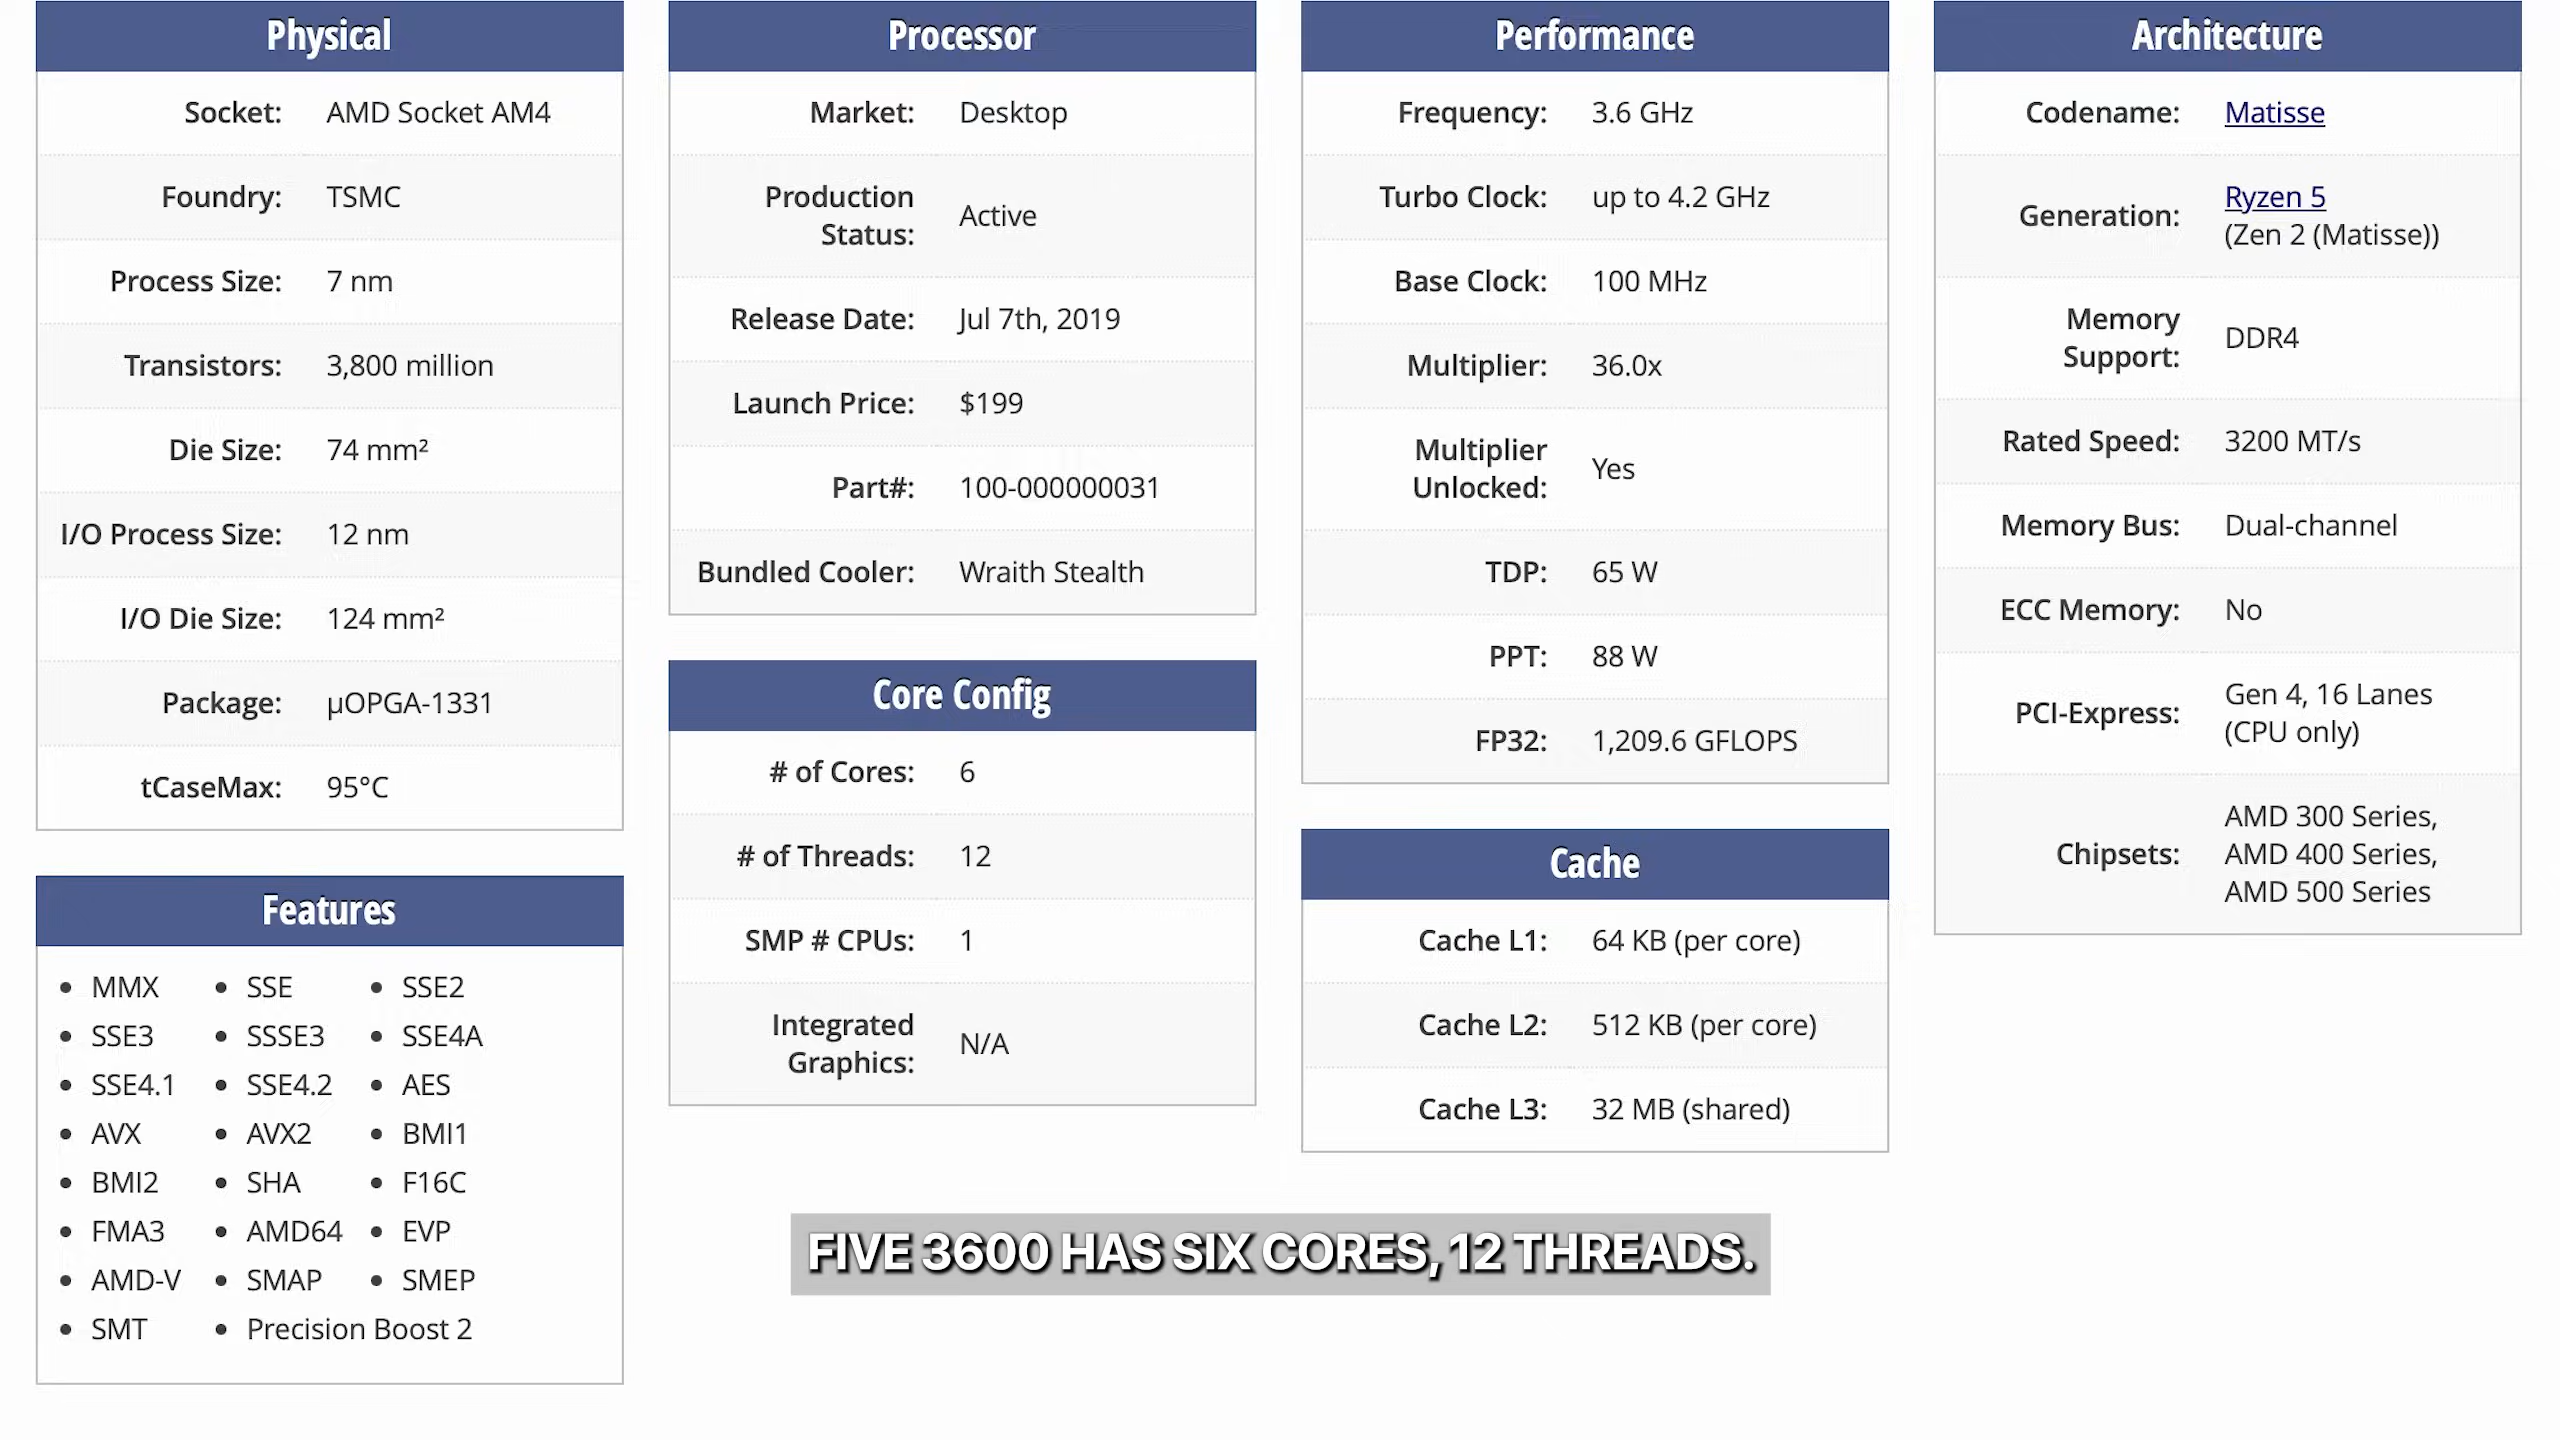 Physical
Socket: AMD Socket AM4
Foundry: TSMC
Process Size: 7 nm
Transistors: 3,800 million
Die Size: 74 mm²
I/O Process Size: 12 nm
I/O Die Size: 124 mm²
Package: µOPGA-1331
tCaseMax: 95°C
Features
• MMX • SSE • SSE2
• SSE3 • SSSE3 • SSE4A
• SSE4.1 • SSE4.2 • AES
• AVX • AVX2 • BMI1
• BMI2 • SHA • F16C
• FMA3 • AMD64 • EVP
• AMD-V • SMAP • SMEP
• SMT • Precision Boost 2
Processor
Market: Desktop
Production
Status: Active
Release Date: Jul 7th, 2019
Launch Price: $199
Part#: 100-000000031
Bundled Cooler: Wraith Stealth
Core Config
# of Cores: 6
# of Threads: 12
SMP # CPUs: 1
Integrated
Graphics: N/A
Performance
Frequency: 3.6 GHz
Turbo Clock: up to 4.2 GHz
Base Clock: 100 MHz
Multiplier: 36.0x
Multiplier
Unlocked: Yes
TDP: 65 W
PPT: 88 W
FP32: 1,209.6 GFLOPS
Cache
Cache L1: 64 KB (per core)
Cache L2: 512 KB (per core)
Cache L3: 32 MB (shared)
Architecture
Codename: Matisse
Generation: Ryzen 5
(Zen 2 (Matisse))
Memory
Support: DDR4
Rated Speed: 3200 MT/s
Memory Bus: Dual-channel
ECC Memory: No
PCI-Express: Gen 4, 16 Lanes
(CPU only)
Chipsets: AMD 300 Series,
AMD 400 Series,
AMD 500 Series
FIVE 3600 HAS SIX CORES, 12 THREADS.